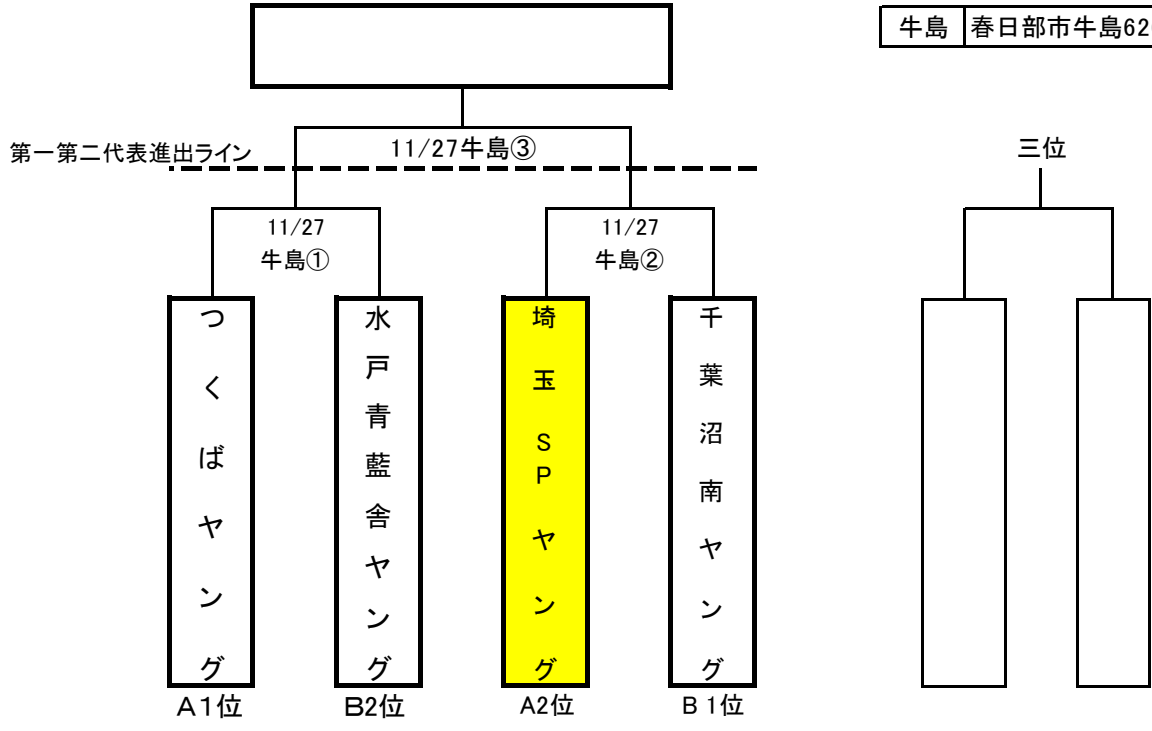 牛島 春日部市牛島62
第一第二代表進出ライン
11/27牛島③
三位
11/27
牛島①
11/27
牛島②
つくばヤング
水戸青藍舎ヤング
埼玉SPヤング
千葉沼南ヤング
A1位
B2位
A2位
B 1位